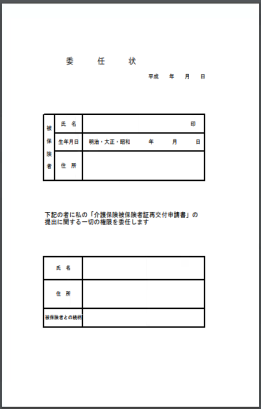 委 任 状
平成 年 月 日
被保険者
氏 名 印
生年月日 明治・大正・昭和 年 月 日
住 所
下記の者に私の「介護保険被保険者証再交付申請書」の
提出に関する一切の権限を委任します
氏 名
住 所
被保険者との続柄